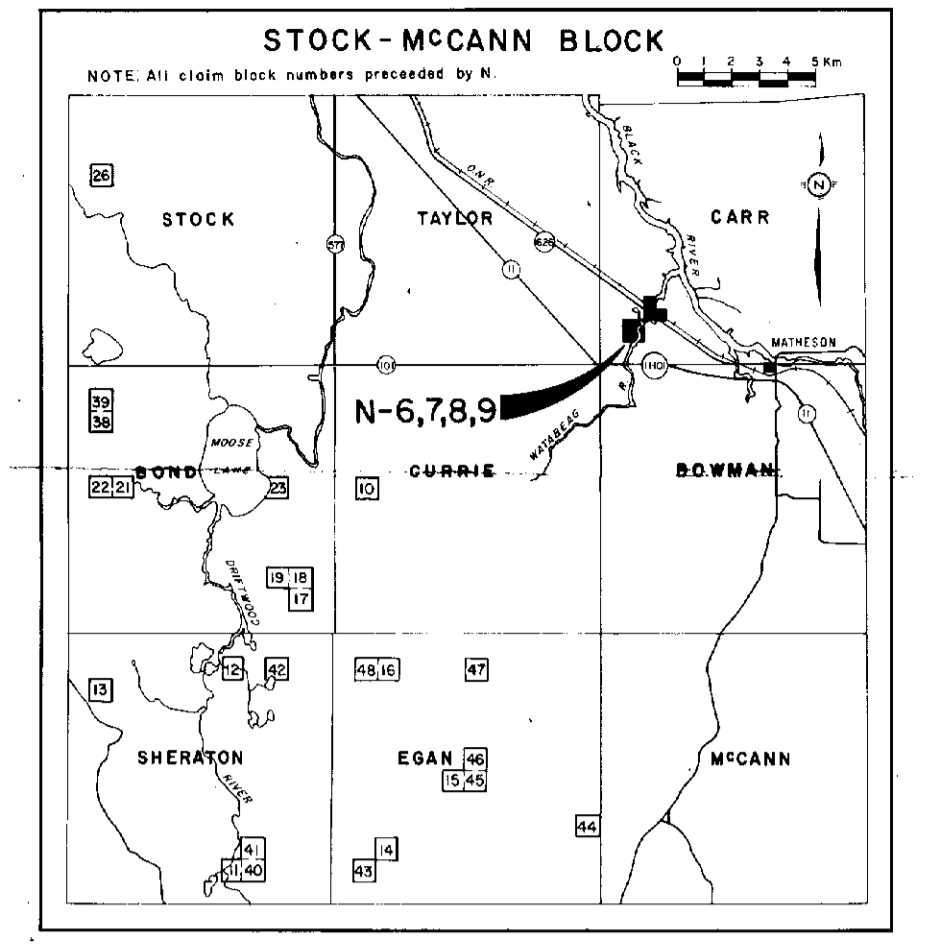 STOCK-McCANN BLOCK
NOTE: All claim block numbers preceeded by N.
0 1 2 3 4 5 Km
BLACK
O.N.R.
26
N
STOCK
TAYLOR
CARR
577
626
RIVER
11
MATHESON
101
11-101
39
N-6,7,8,9
R.
11
38
WATABEAG
MOOSE
BOND
LAKE
CURRIE
BOWMAN
22 21
23
10
DRIFTWOOD
19 18
17
12
42
48 16
47
13
SHERATON
EGAN
46
McCANN
15 45
RIVER
44
41
14
11 40
43